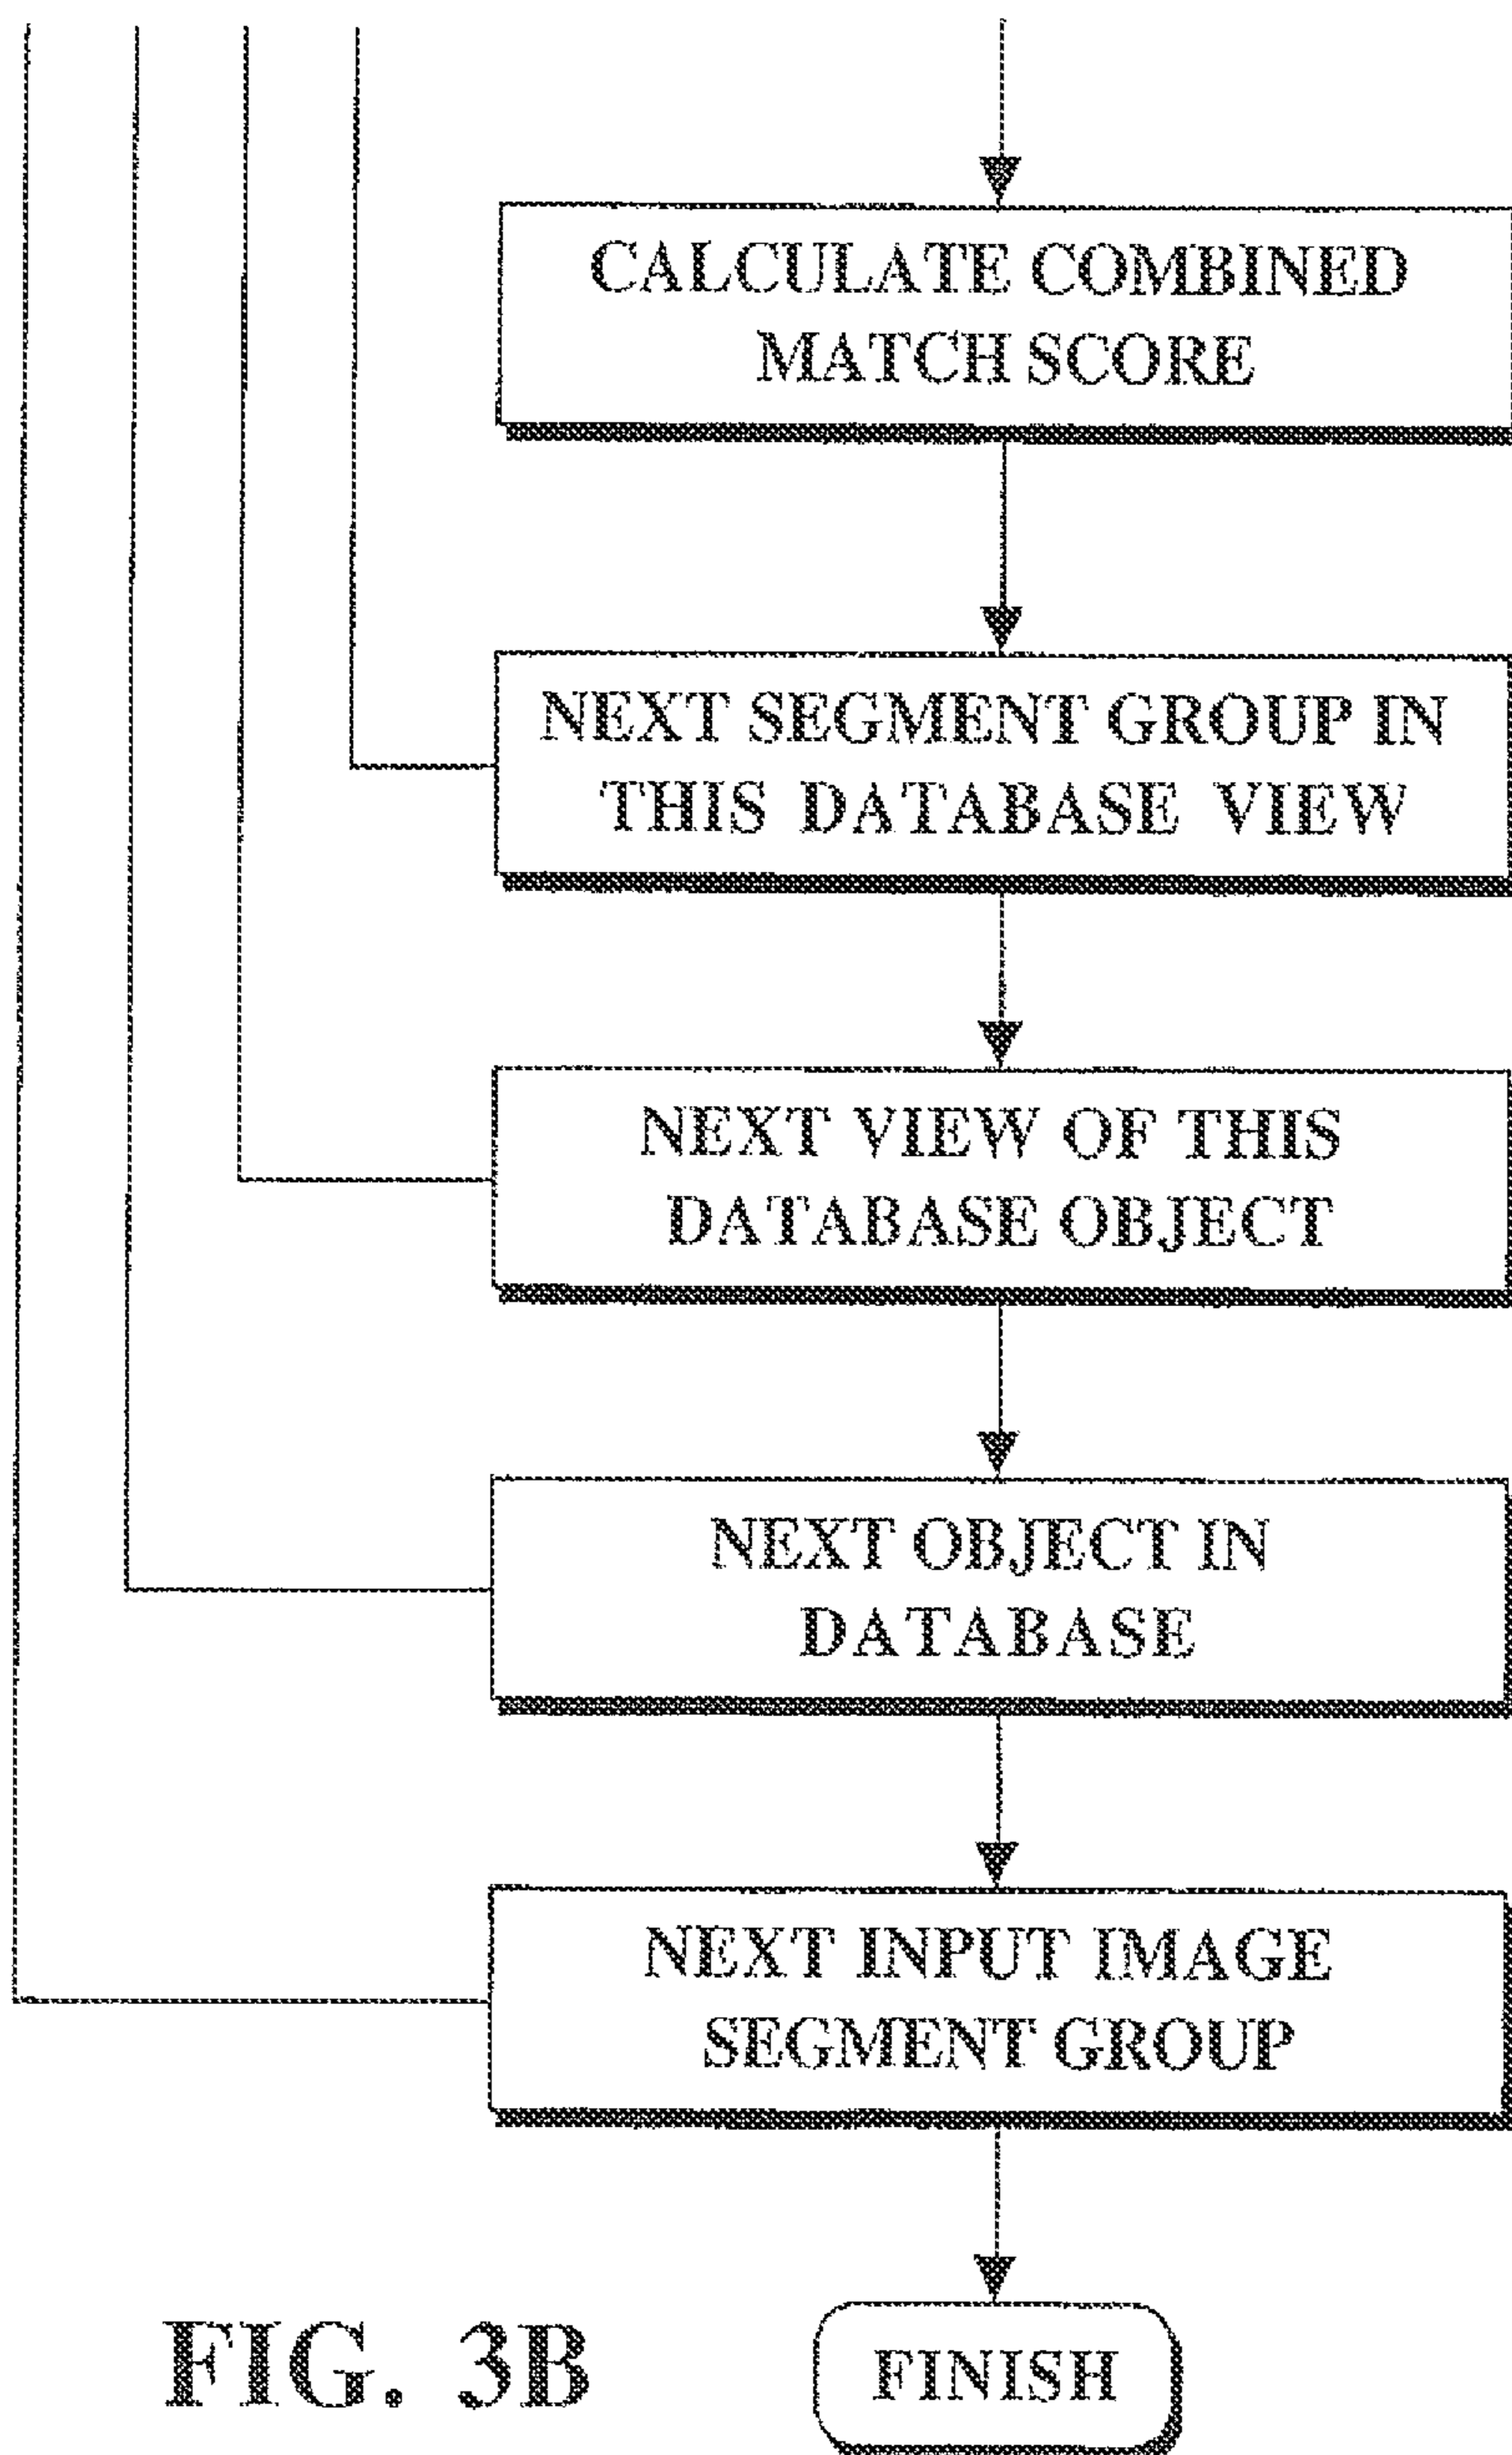 CALCULATE COMBINED
MATCH SCORE
NEXT SEGMENT GROUP IN
THIS DATABASE VIEW
NEXT VIEW OF THIS
DATABASE OBJECT
NEXT OBJECT IN
DATABASE
NEXT INPUT IMAGE
SEGMENT GROUP
FINISH
FIG. 3B